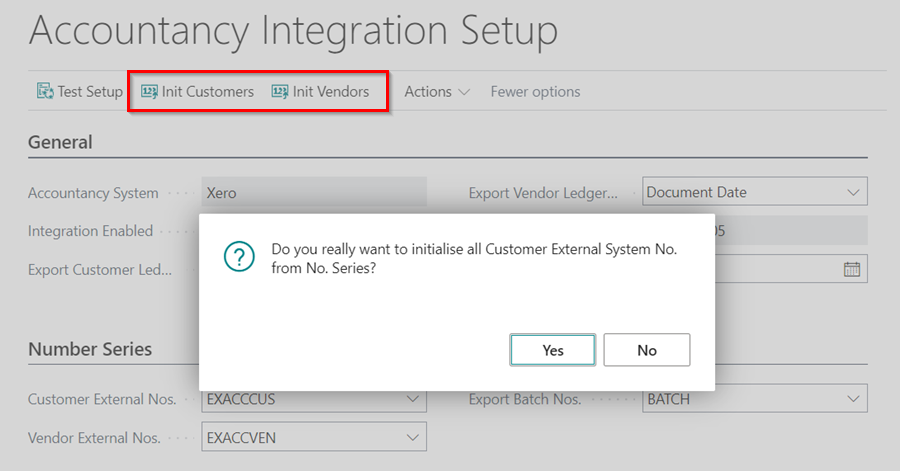 Accountancy Integration Setup
Test Setup Init Customers Init Vendors Actions Fewer options
General
Accountancy System Xero Export Vendor Ledger... Document Date
Integration Enabled 05
Export Customer Led...
? Do you really want to initialise all Customer External System No.
from No. Series?
Yes No
Number Series
Customer External Nos. EXACCCUS Export Batch Nos. BATCH
Vendor External Nos. EXACCVEN